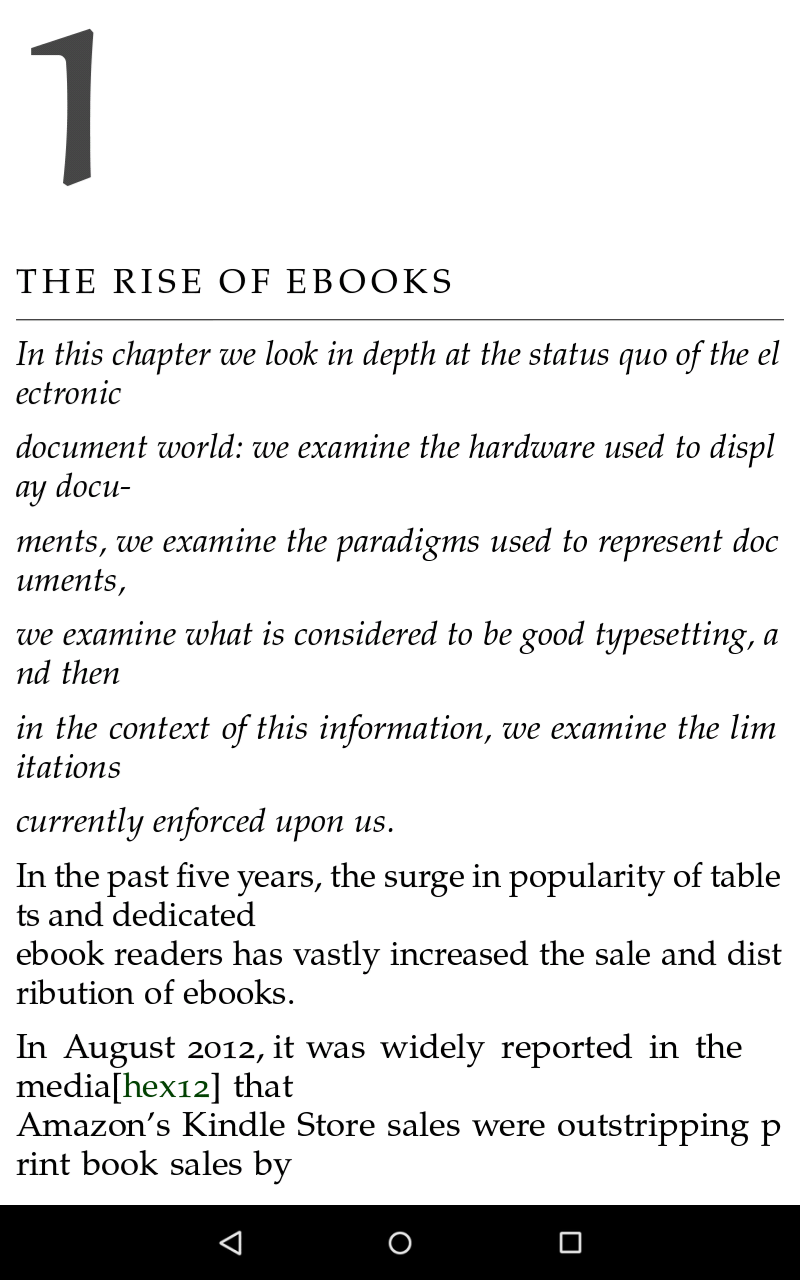 1
THE RISE OF EBOOKS
In this chapter we look in depth at the status quo of the el
ectronic
document world: we examine the hardware used to displ
ay docu-
ments, we examine the paradigms used to represent doc
uments,
we examine what is considered to be good typesetting, a
nd then
in the context of this information, we examine the lim
itations
currently enforced upon us.
In the past five years, the surge in popularity of table
ts and dedicated
ebook readers has vastly increased the sale and dist
ribution of ebooks.
In August 2012, it was widely reported in the
media[hex12] that
Amazon’s Kindle Store sales were outstripping p
rint book sales by